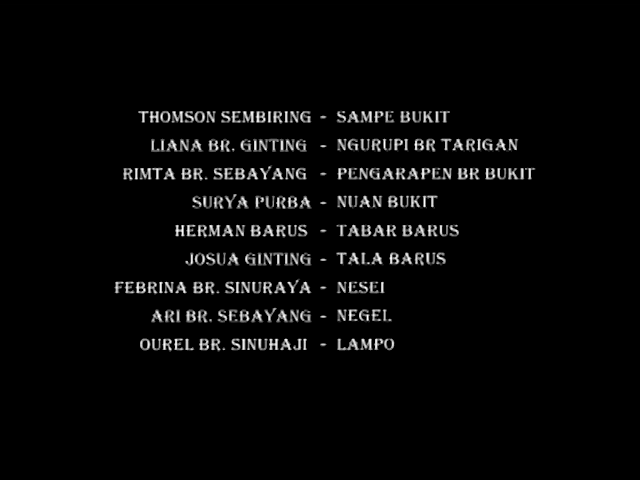 THOMSON SEMBIRING - SAMPE BUKIT
LIANA BR. GINTING - NGURUPI BR TARIGAN
RIMTA BR. SEBAYANG - PENGARAPEN BR BUKIT
SURYA PURBA - NUAN BUKIT
HERMAN BARUS - TABAR BARUS
JOSUA GINTING - TALA BARUS
FEBRINA BR. SINURAYA - NESEI
ARI BR. SEBAYANG - NEGEL
OUREL BR. SINUHAJI - LAMPO